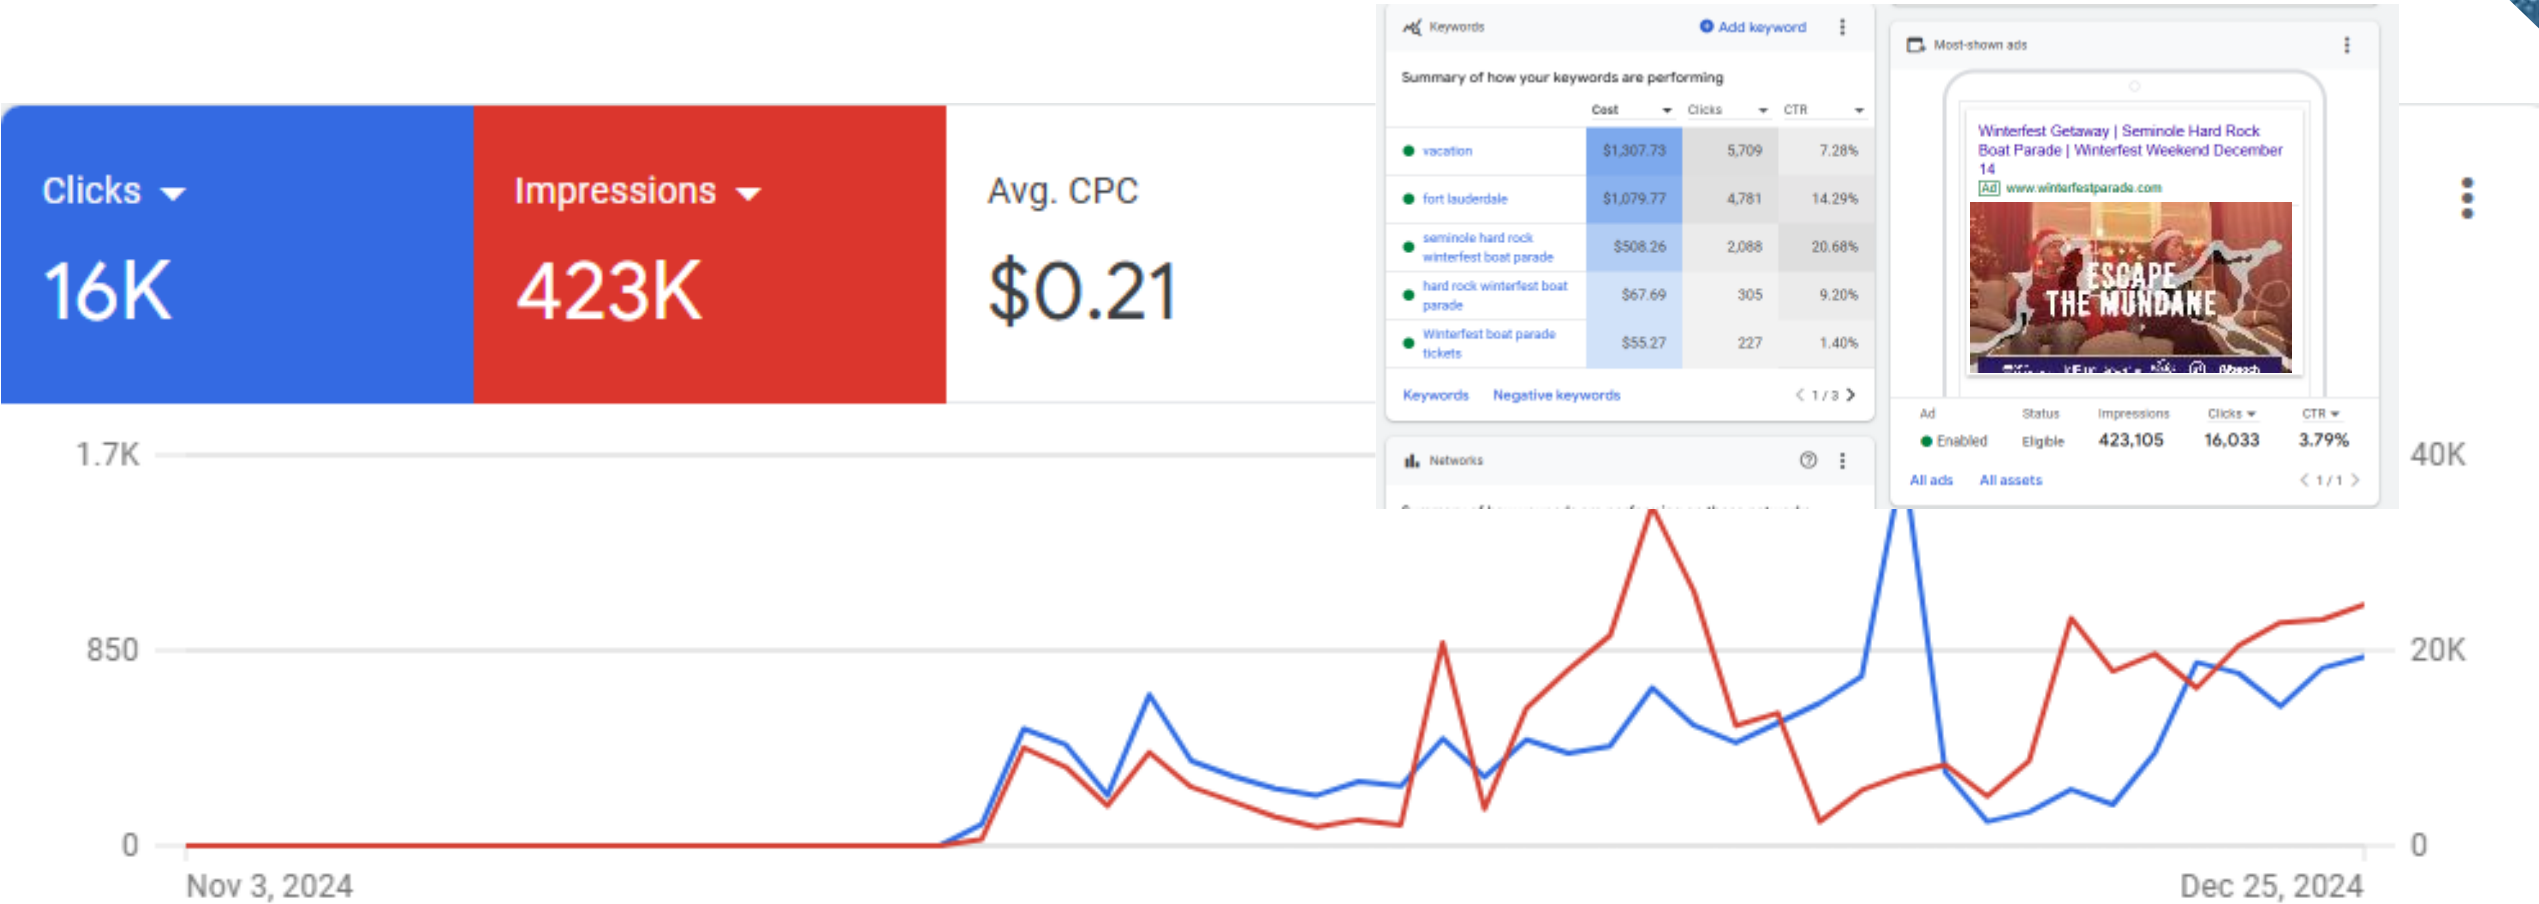 Keywords
Add keyword
Summary of how your keywords are performing
Cost Clicks CTR
vacation $1,307.73 5,709 7.28%
fort lauderdale $1,079.77 4,781 14.29%
seminole hard rock
winterfest boat parade $508.26 2,088 20.68%
hard rock winterfest boat
parade $67.69 305 9.20%
Winterfest boat parade
tickets $55.27 227 1.40%
Keywords Negative keywords 1 / 3
Networks
Most-shown ads
Winterfest Getaway | Seminole Hard Rock
Boat Parade | Winterfest Weekend December
14
Ad www.winterfestparade.com
ESCAPE
THE MUNDANE
Ad Status Impressions Clicks CTR
Enabled Eligible 423,105 16,033 3.79%
All ads All assets 1 / 1
Clicks
16K
Impressions
423K
Avg. CPC
$0.21
1.7K 40K
850 20K
0 0
Nov 3, 2024 Dec 25, 2024